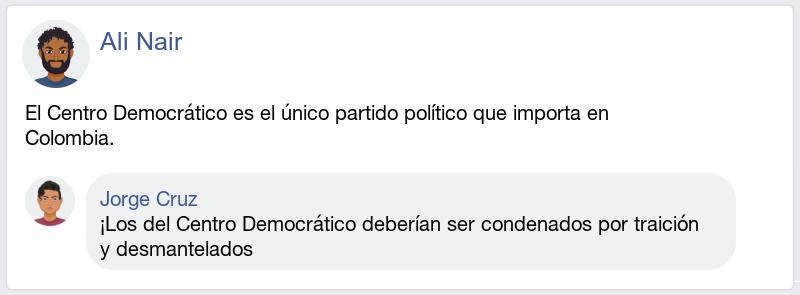 Ali Nair
El Centro Democrático es el único partido político que importa en
Colombia.
Jorge Cruz
¡Los del Centro Democrático deberían ser condenados por traición
y desmantelados